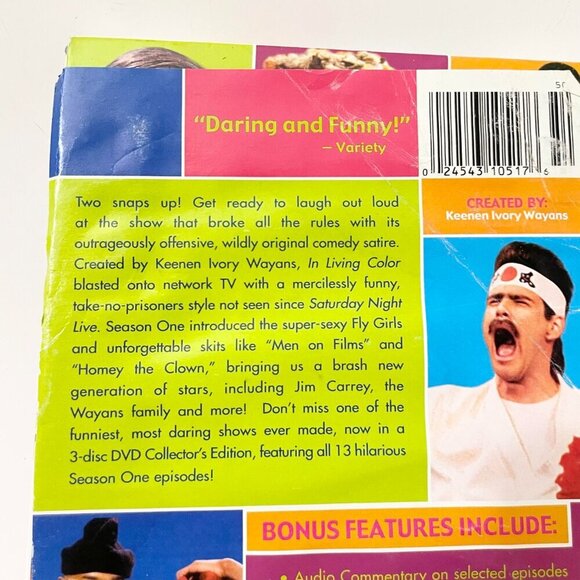 "Daring and Funny!"
– Variety
0 24543 10517 6
CREATED BY:
Keenen Ivory Wayans
Two snaps up! Get ready to laugh out loud
at the show that broke all the rules with its
outrageously offensive, wildly original comedy satire.
Created by Keenen Ivory Wayans, In Living Color
blasted onto network TV with a mercilessly funny,
take-no-prisoners style not seen since Saturday Night
Live. Season One introduced the super-sexy Fly Girls
and unforgettable skits like "Men on Films" and
"Homey the Clown," bringing us a brash new
generation of stars, including Jim Carrey, the
Wayans family and more! Don't miss one of the
funniest, most daring shows ever made, now in a
3-disc DVD Collector's Edition, featuring all 13 hilarious
Season One episodes!
BONUS FEATURES INCLUDE:
• Audio Commentary on selected episodes